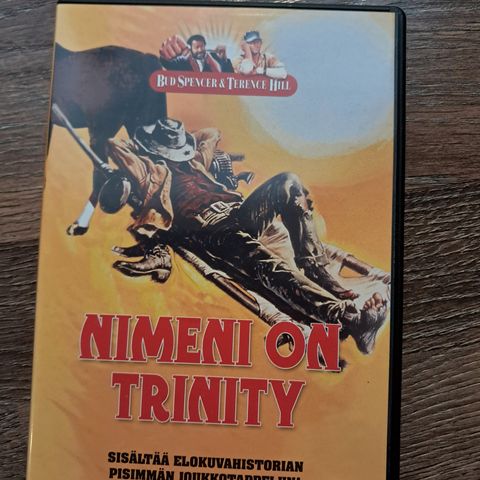 BUD SPENCER & TERENCE HILL
NIMENI ON
TRINITY
SISÄLTÄÄ ELOKUVAHISTORIAN
PISIMMÄN JOUKKOTAPPELUN!